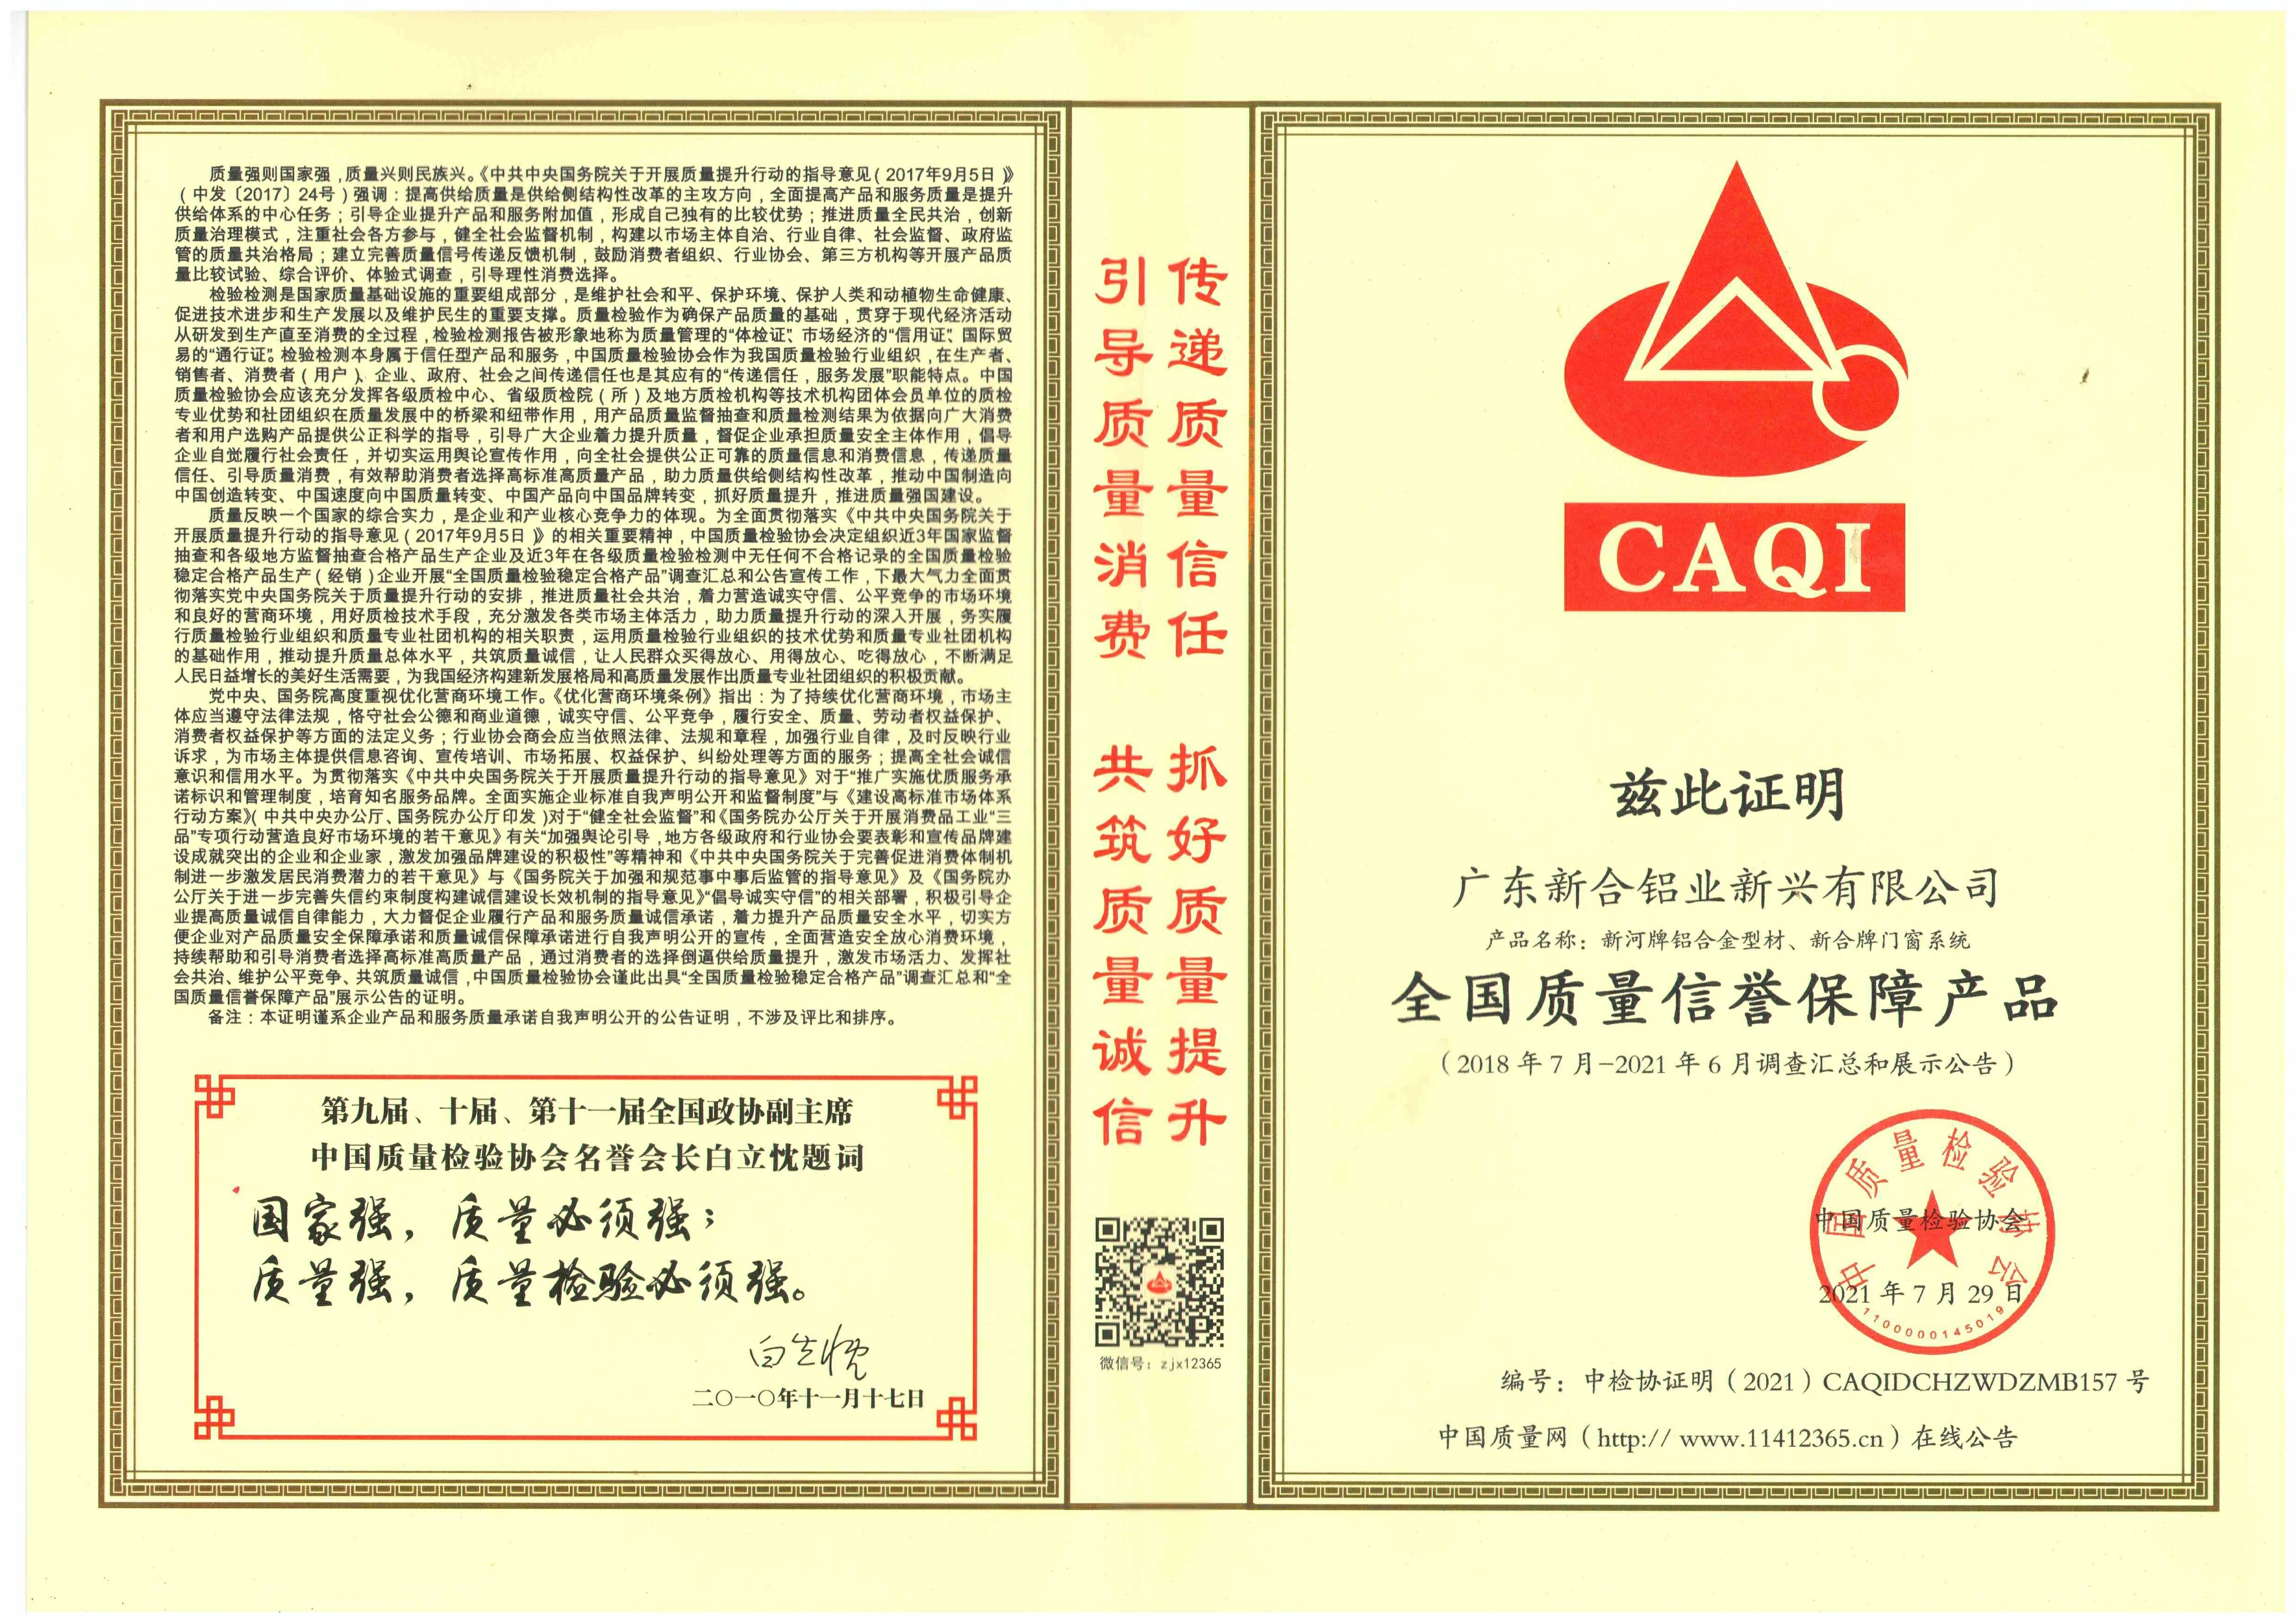 质量强则国家强，质量兴则民族兴。《中共中央国务院关于开展质量提升行动的指导意见（2017年9月5日）》
（中发〔2017〕24号）强调：提高供给质量是供给侧结构性改革的主攻方向，全面提高产品和服务质量是提升
供给体系的中心任务；引导企业提升产品和服务附加值，形成自己独有的比较优势；推进质量全民共治，创新
质量治理模式，注重社会各方参与，健全社会监督机制，构建以市场主体自治、行业自律、社会监督、政府监
管的质量共治格局；建立完善质量信号传递反馈机制，鼓励消费者组织、行业协会、第三方机构等开展产品质
量比较试验、综合评价、体验式调查，引导理性消费选择。
检验检测是国家质量基础设施的重要组成部分，是维护社会和平、保护环境、保护人类和动植物生命健康、
促进技术进步和生产发展以及维护民生的重要支撑。质量检验作为确保产品质量的基础，贯穿于现代经济活动
从研发到生产直至消费的全过程，检验检测报告被形象地称为质量管理的“体检证”、市场经济的“信用证”、国际贸
易的“通行证”。检验检测本身属于信任型产品和服务，中国质量检验协会作为我国质量检验行业组织，在生产者、
销售者、消费者（用户）、企业、政府、社会之间传递信任也是其应有的“传递信任，服务发展”职能特点。中国
质量检验协会应该充分发挥各级质检中心、省级质检院（所）及地方质检机构等技术机构团体会员单位的质检
专业优势和社团组织在质量发展中的桥梁和纽带作用，用产品质量监督抽查和质量检测结果为依据向广大消费
者和用户选购产品提供公正科学的指导，引导广大企业着力提升质量，督促企业承担质量安全主体作用，倡导
企业自觉履行社会责任，并切实运用舆论宣传作用，向全社会提供公正可靠的质量信息和消费信息，传递质量
信任、引导质量消费，有效帮助消费者选择高标准高质量产品，助力质量供给侧结构性改革，推动中国制造向
中国创造转变、中国速度向中国质量转变、中国产品向中国品牌转变，抓好质量提升，推进质量强国建设。
质量反映一个国家的综合实力，是企业和产业核心竞争力的体现。为全面贯彻落实《中共中央国务院关于
开展质量提升行动的指导意见（2017年9月5日）》的相关重要精神，中国质量检验协会决定组织近3年国家监督
抽查和各级地方监督抽查合格产品生产企业及近3年在各级质量检验检测中无任何不合格记录的全国质量检验
稳定合格产品生产（经销）企业开展“全国质量检验稳定合格产品”调查汇总和公告宣传工作，下最大气力全面贯
彻落实党中央国务院关于质量提升行动的安排，推进质量社会共治，着力营造诚实守信、公平竞争的市场环境
和良好的营商环境，用好质检技术手段，充分激发各类市场主体活力，助力质量提升行动的深入开展，务实履
行质量检验行业组织和质量专业社团机构的相关职责，运用质量检验行业组织的技术优势和质量专业社团机构
的基础作用，推动提升质量总体水平，共筑质量诚信，让人民群众买得放心、用得放心、吃得放心，不断满足
人民日益增长的美好生活需要，为我国经济构建新发展格局和高质量发展作出质量专业社团组织的积极贡献。
党中央、国务院高度重视优化营商环境工作。《优化营商环境条例》指出：为了持续优化营商环境，市场主
体应当遵守法律法规，恪守社会公德和商业道德，诚实守信、公平竞争，履行安全、质量、劳动者权益保护、
消费者权益保护等方面的法定义务；行业协会商会应当依照法律、法规和章程，加强行业自律，及时反映行业
诉求，为市场主体提供信息咨询、宣传培训、市场拓展、权益保护、纠纷处理等方面的服务；提高全社会诚信
意识和信用水平。为贯彻落实《中共中央国务院关于开展质量提升行动的指导意见》对于“推广实施优质服务承
诺标识和管理制度，培育知名服务品牌。全面实施企业标准自我声明公开和监督制度”与《建设高标准市场体系
行动方案》（中共中央办公厅、国务院办公厅印发）对于“健全社会监督”和《国务院办公厅关于开展消费品工业“三
品”专项行动营造良好市场环境的若干意见》有关“加强舆论引导，地方各级政府和行业协会要表彰和宣传品牌建
设成就突出的企业和企业家，激发加强品牌建设的积极性”等精神和《中共中央国务院关于完善促进消费体制机
制进一步激发居民消费潜力的若干意见》与《国务院关于加强和规范事中事后监管的指导意见》及《国务院办
公厅关于进一步完善失信约束制度构建诚信建设长效机制的指导意见》“倡导诚实守信”的相关部署，积极引导企
业提高质量诚信自律能力，大力督促企业履行产品和服务质量诚信承诺，着力提升产品质量安全水平，切实方
便企业对产品质量安全保障承诺和质量诚信保障承诺进行自我声明公开的宣传，全面营造安全放心消费环境，
持续帮助和引导消费者选择高标准高质量产品，通过消费者的选择倒逼供给质量提升，激发市场活力、发挥社
会共治、维护公平竞争、共筑质量诚信，中国质量检验协会谨此出具“全国质量检验稳定合格产品”调查汇总和“全
国质量信誉保障产品”展示公告的证明。
备注：本证明谨系企业产品和服务质量承诺自我声明公开的公告证明，不涉及评比和排序。
第九届、十届、第十一届全国政协副主席
中国质量检验协会名誉会长白立忱题词
国家强，质量必须强；
质量强，质量检验必须强。
白立忱
二〇一〇年十一月十七日
传递质量信任 抓好质量提升
引导质量消费 共筑质量诚信
微信号：zjx12365
CAQI
兹此证明
广东新合铝业新兴有限公司
产品名称：新河牌铝合金型材、新合牌门窗系统
全国质量信誉保障产品
（2018年7月-2021年6月调查汇总和展示公告）
中国质量检验协会
中国质量检验协会
2021年7月29日
1100000145019
编号：中检协证明（2021）CAQIDCHZWDZMB157号
中国质量网（http:// www.11412365.cn）在线公告